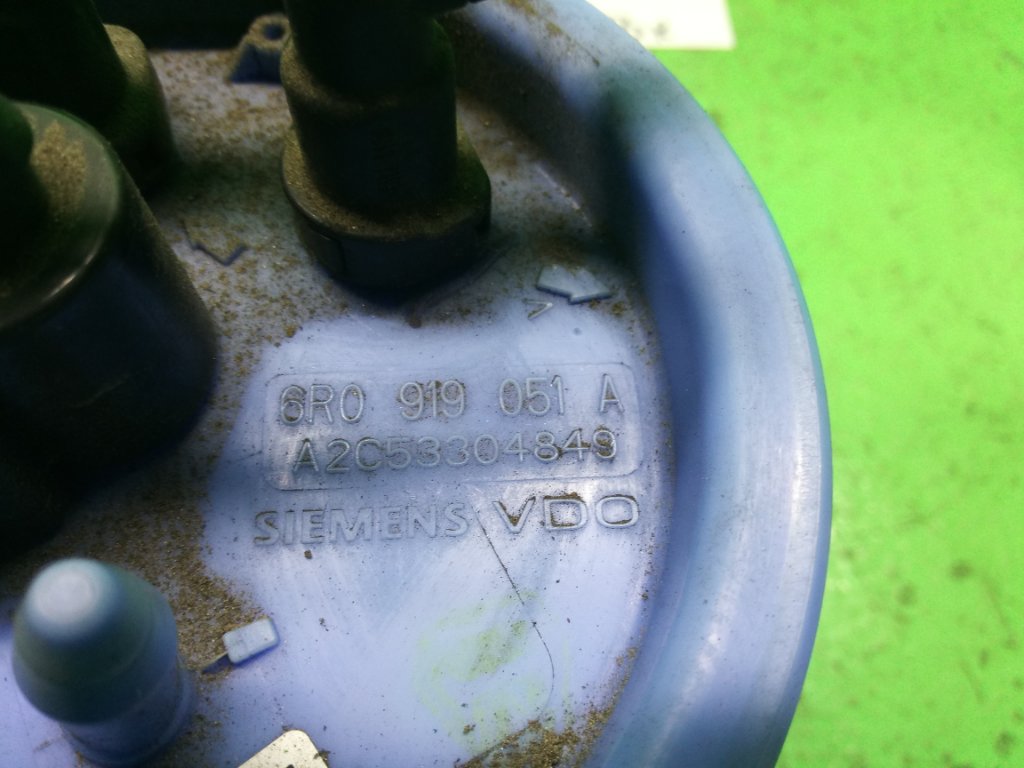 6R0 919 051 A
A2C53304849
SIEMENS VDO